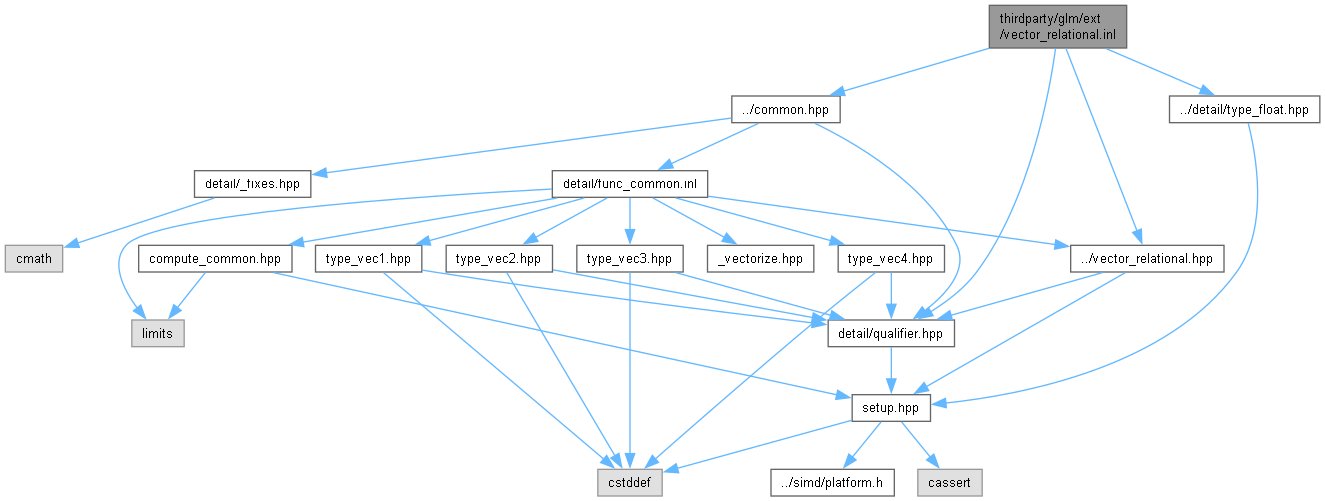 thirdparty/glm/ext
/vector_relational.inl
../common.hpp
../detail/type_float.hpp
detail/_fixes.hpp
detail/func_common.inl
cmath
compute_common.hpp
type_vec1.hpp
type_vec2.hpp
type_vec3.hpp
_vectorize.hpp
type_vec4.hpp
../vector_relational.hpp
limits
detail/qualifier.hpp
setup.hpp
cstddef
../simd/platform.h
cassert